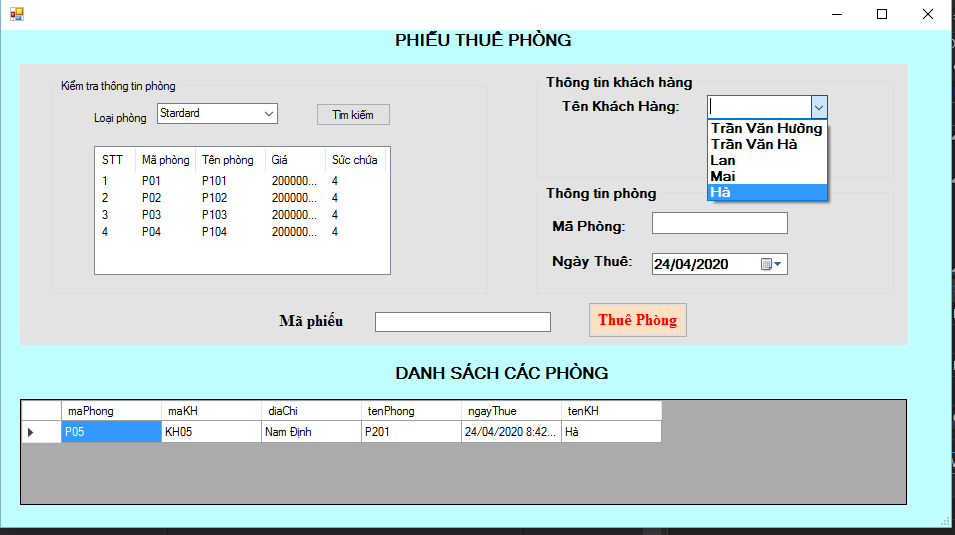 PHIẾU THUÊ PHÒNG
Kiểm tra thông tin phòng
Loại phòng Standard Tìm kiếm
STT Mã phòng Tên phòng Giá Sức chứa
1 P01 P101 200000... 4
2 P02 P102 200000... 4
3 P03 P103 200000... 4
4 P04 P104 200000... 4
Thông tin khách hàng
Tên Khách Hàng:
Trần Văn Hưởng
Trần Văn Hà
Lan
Mai
Hà
Thông tin phòng
Mã Phòng:
Ngày Thuê: 24/04/2020
Mã phiếu Thuê Phòng
DANH SÁCH CÁC PHÒNG
maPhong maKH diaChi tenPhong ngayThue tenKH
P05 KH05 Nam Định P201 24/04/2020 8:42... Hà